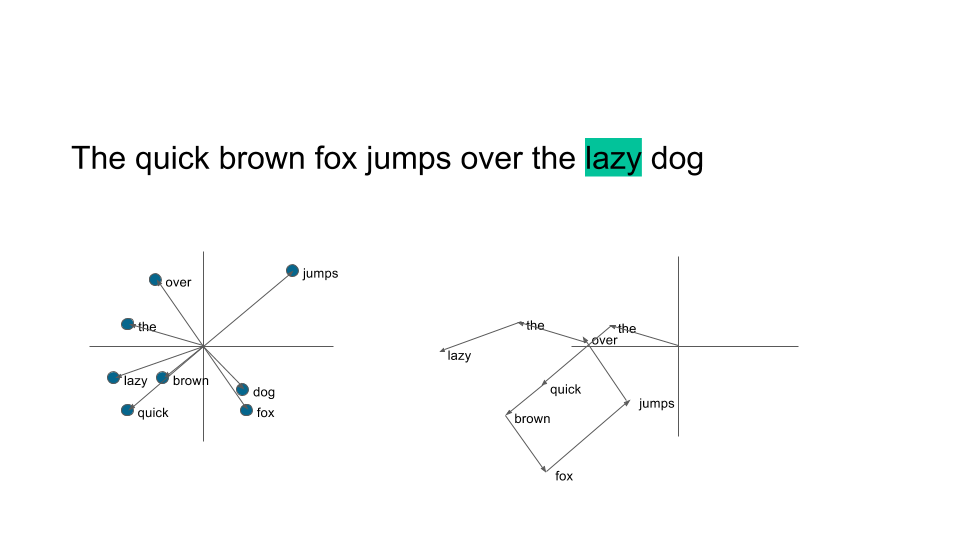 The quick brown fox jumps over the lazy dog
jumps
over
the
lazy
brown
quick
dog
fox
the
the
over
lazy
quick
jumps
brown
fox